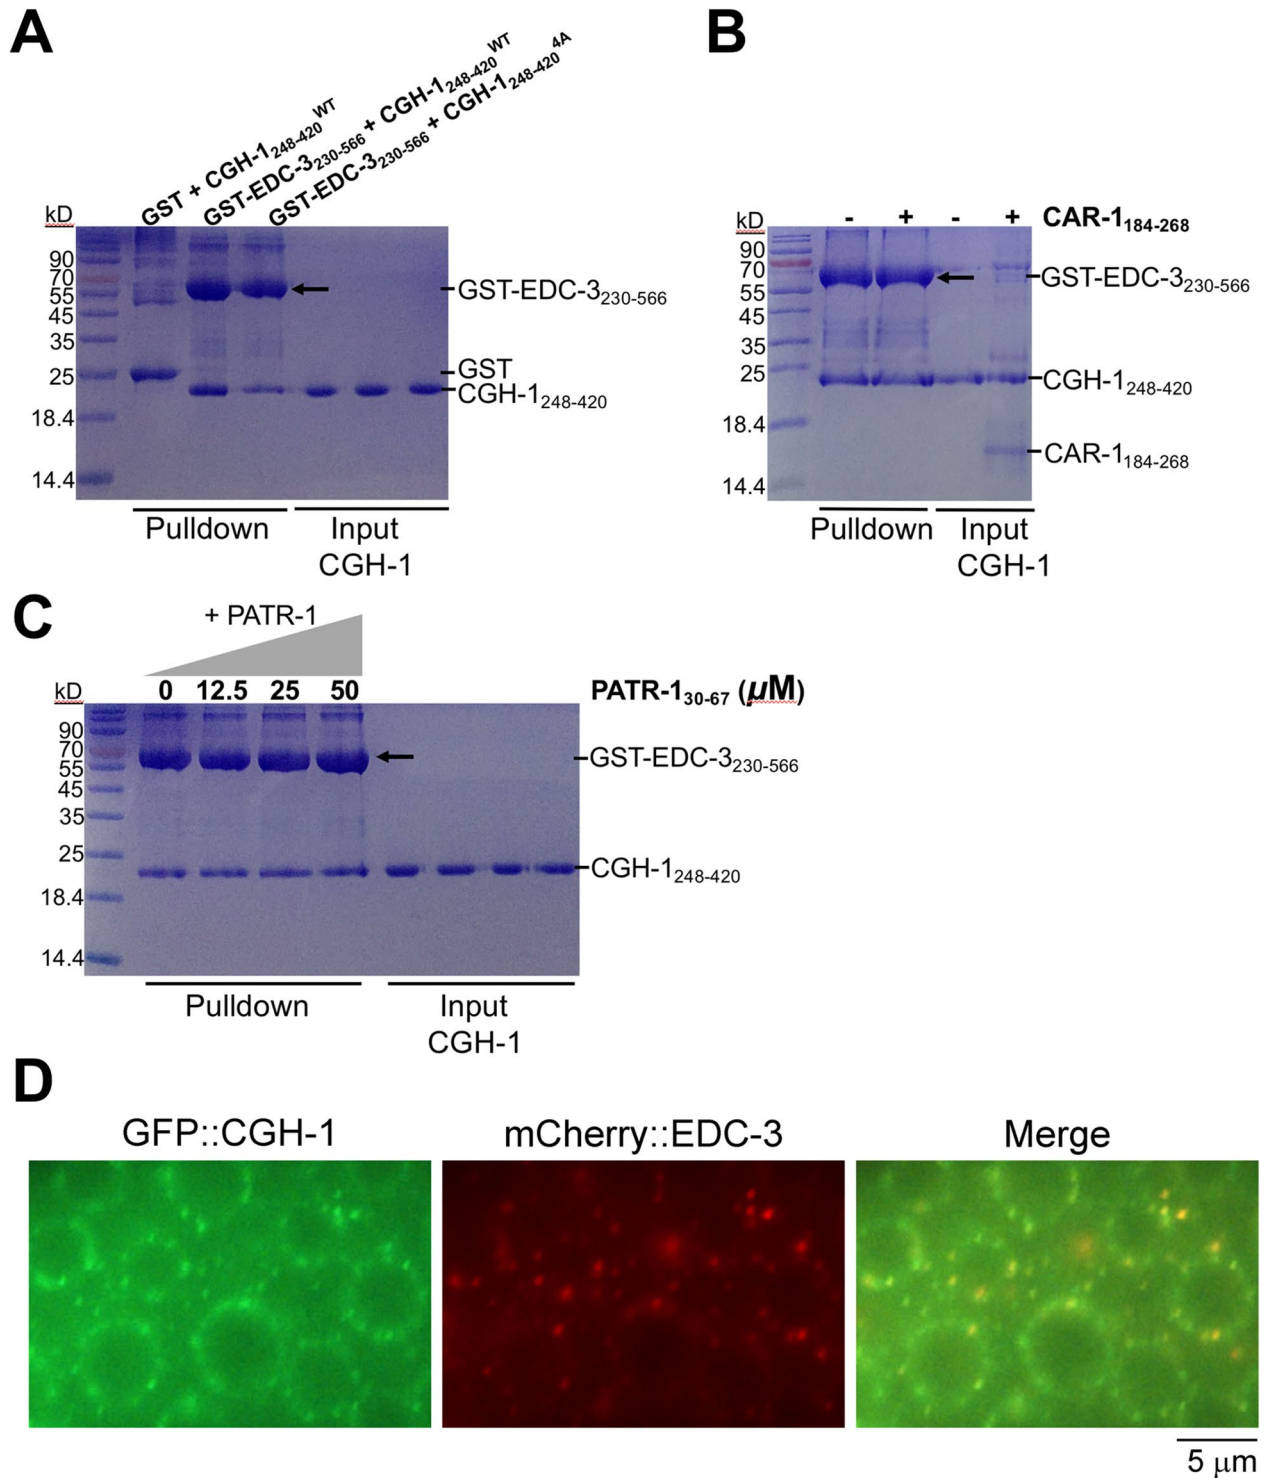 A
GST + CGH-1248-420WT
GST-EDC-3230-566 + CGH-1248-420WT
GST-EDC-3230-566 + CGH-1248-4204A
kD
90
70
55
45
35
25
18.4
14.4
GST-EDC-3230-566
GST
CGH-1248-420
Pulldown
Input
CGH-1
B
kD
- + - + CAR-1184-268
90
70
55
45
35
25
18.4
14.4
GST-EDC-3230-566
CGH-1248-420
CAR-1184-268
Pulldown
Input
CGH-1
C
+ PATR-1
kD
0 12.5 25 50 PATR-130-67 (µM)
90
70
55
45
35
25
18.4
14.4
GST-EDC-3230-566
CGH-1248-420
Pulldown
Input
CGH-1
D
GFP::CGH-1 mCherry::EDC-3 Merge
5 µm